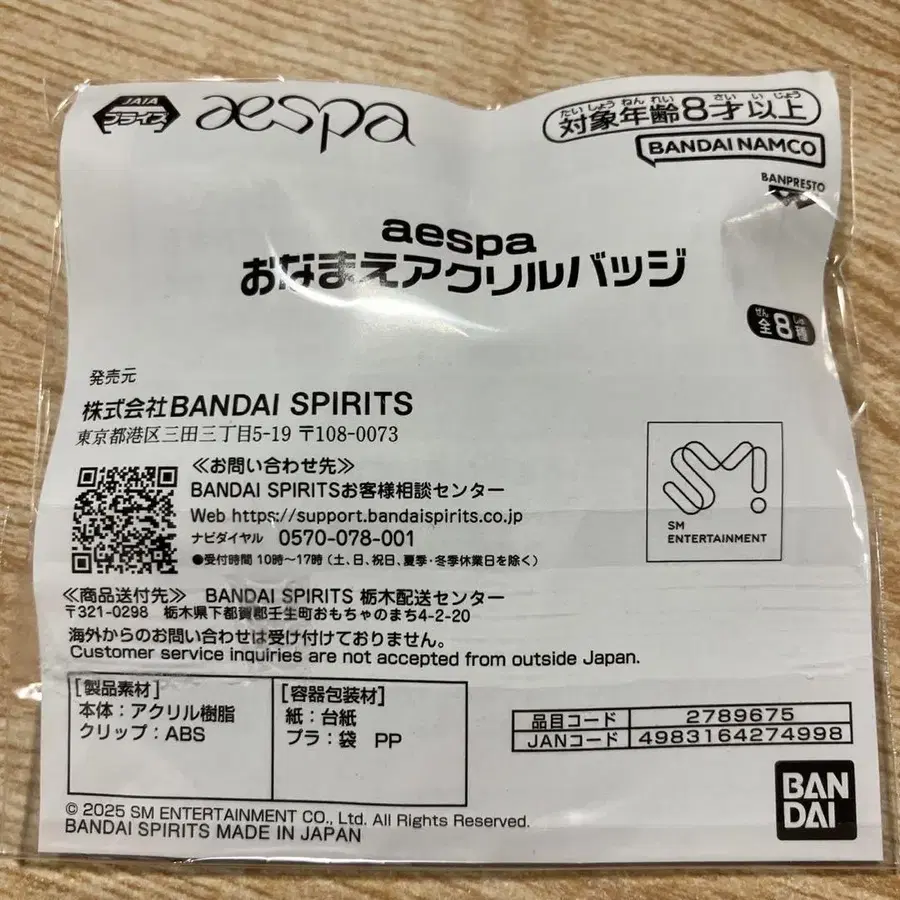 JAIA
プライズ
aespa
たいしょうねんれい さい い じょう
対象年齢8才以上
BANDAI NAMCO
BANPRESTO
aespa
おなまえアクリルバッジ
ぜん しゅ
全8種
発売元
株式会社BANDAI SPIRITS
東京都港区三田三丁目5-19 〒108-0073
≪お問い合わせ先≫
BANDAI SPIRITSお客様相談センター
Web https://support.bandaispirits.co.jp
ナビダイヤル 0570-078-001
●受付時間 10時～17時（土、日、祝日、夏季・冬季休業日を除く）
SM
SM
ENTERTAINMENT
≪商品送付先≫ BANDAI SPIRITS 栃木配送センター
〒321-0298 栃木県下都賀郡壬生町おもちゃのまち4-2-20
海外からのお問い合わせは受け付けておりません。
Customer service inquiries are not accepted from outside Japan.
[製品素材]
本体：アクリル樹脂
クリップ：ABS
[容器包装材]
紙：台紙
プラ：袋 PP
品目コード 2789675
JANコード 4983164274998
© 2025 SM ENTERTAINMENT CO., Ltd. All Rights Reserved.
BANDAI SPIRITS MADE IN JAPAN
BAN
DAI